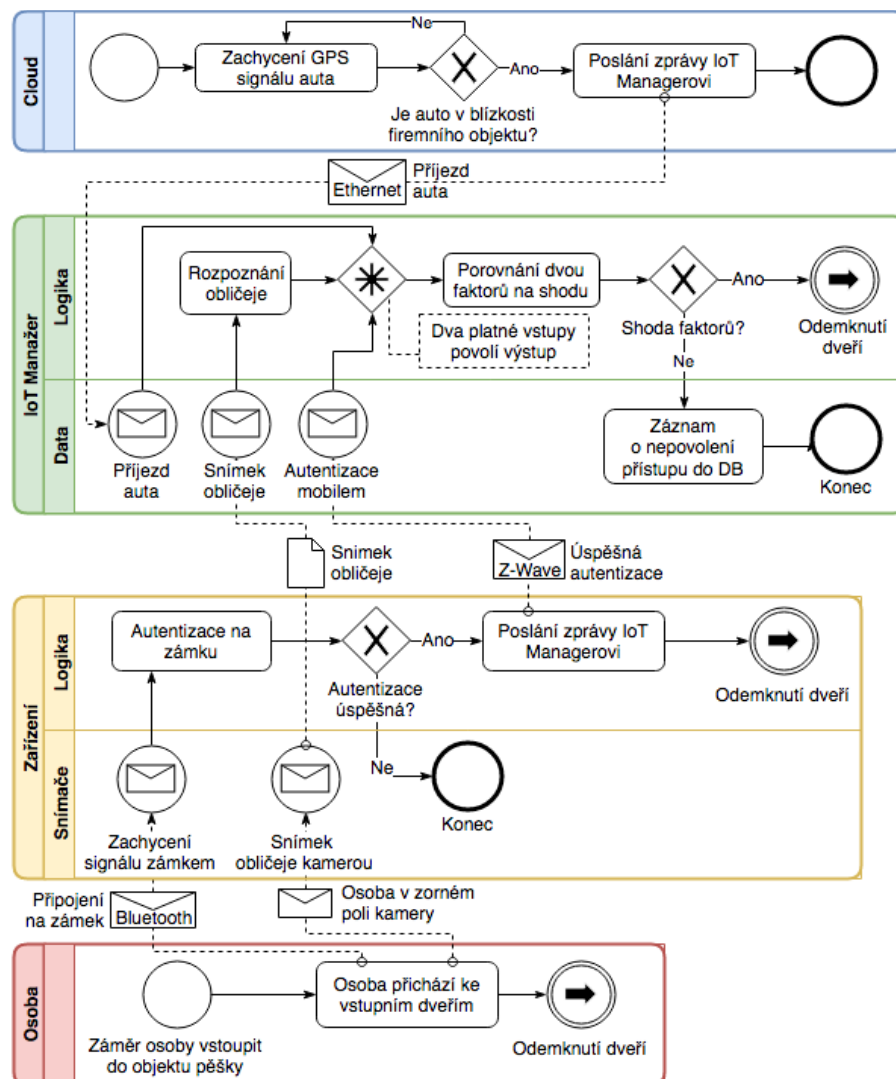 Cloud
Ne
Zachycení GPS
signálu auta
Ano
Poslání zprávy IoT
Managerovi
Je auto v blízkosti
firemního objektu?
Ethernet
Příjezd
auta
IoT Manažer
Logika
Rozpoznání
obličeje
Porovnání dvou
faktorů na shodu
Ano
Dva platné vstupy
povolí výstup
Shoda faktorů?
Odemknutí
dveří
Ne
Data
Příjezd
auta
Snímek
obličeje
Autentizace
mobilem
Záznam
o nepovolení
přístupu do DB
Konec
Snimek
obličeje
Z-Wave
Úspěšná
autentizace
Zařízení
Logika
Autentizace na
zámku
Ano
Poslání zprávy IoT
Managerovi
Autentizace
úspěšná?
Odemknutí dveří
Snímače
Ne
Konec
Zachycení
signálu zámkem
Snímek
obličeje kamerou
Připojení
na zámek
Bluetooth
Osoba v zorném
poli kamery
Osoba
Osoba přichází ke
vstupním dveřím
Záměr osoby vstoupit
do objektu pěšky
Odemknutí dveří